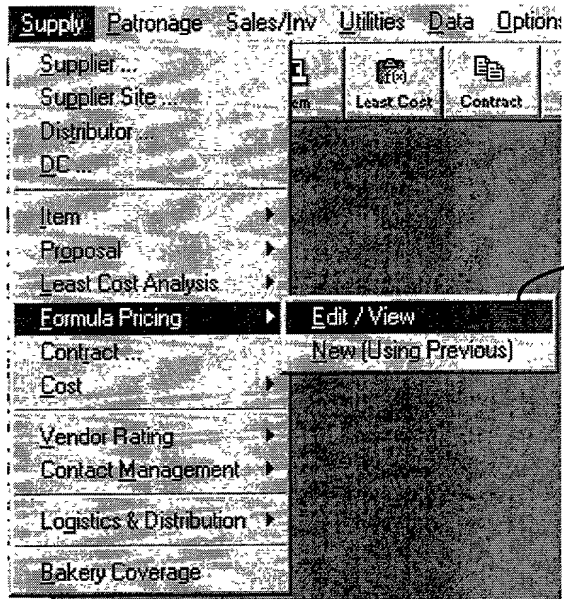 Supply Patronage Sales/Inv Utilities Data Options
Supplier ...
Supplier Site ...
Distributor ...
DC ...
Least Cost Contract
Item
Proposal
Least Cost Analysis
Formula Pricing
Edit / View
New (Using Previous)
Contract ...
Cost
Vendor Rating
Contact Management
Logistics & Distribution
Bakery Coverage